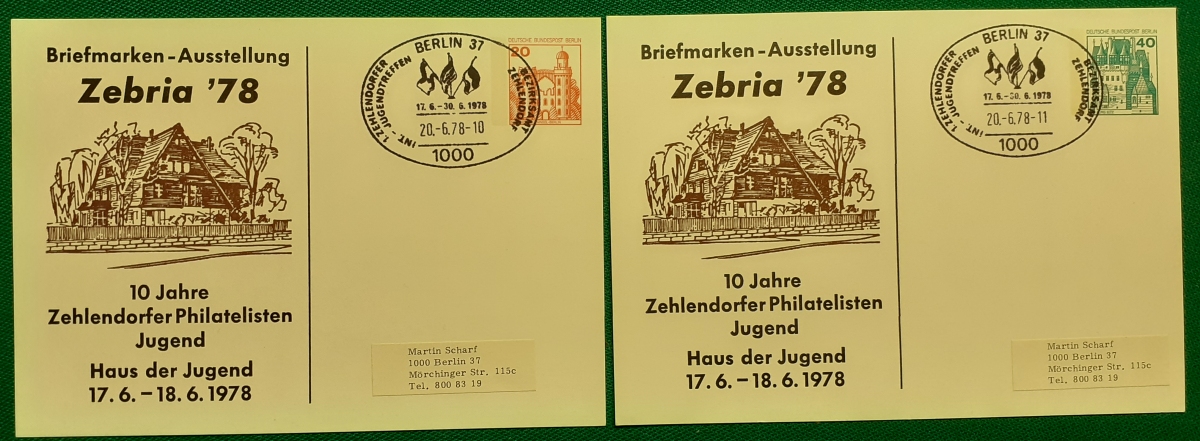 Briefmarken-Ausstellung
Zebria '78
10 Jahre
Zehlendorfer Philatelisten
Jugend
Haus der Jugend
17.6.–18.6.1978
BERLIN 37
1. ZEHLENDORFER
INT. JUGENDTREFFEN
BEZIRKSAMT
ZEHLENDORF
17.6.–30.6.1978
20.-6.78-10
1000
DEUTSCHE BUNDESPOST BERLIN
20
Martin Scharf
1000 Berlin 37
Mörchinger Str. 115c
Tel. 800 83 19
Briefmarken-Ausstellung
Zebria '78
10 Jahre
Zehlendorfer Philatelisten
Jugend
Haus der Jugend
17.6.–18.6.1978
BERLIN 37
1. ZEHLENDORFER
INT. JUGENDTREFFEN
BEZIRKSAMT
ZEHLENDORF
17.6.–30.6.1978
20.-6.78-11
1000
DEUTSCHE BUNDESPOST BERLIN
40
Martin Scharf
1000 Berlin 37
Mörchinger Str. 115c
Tel. 800 83 19